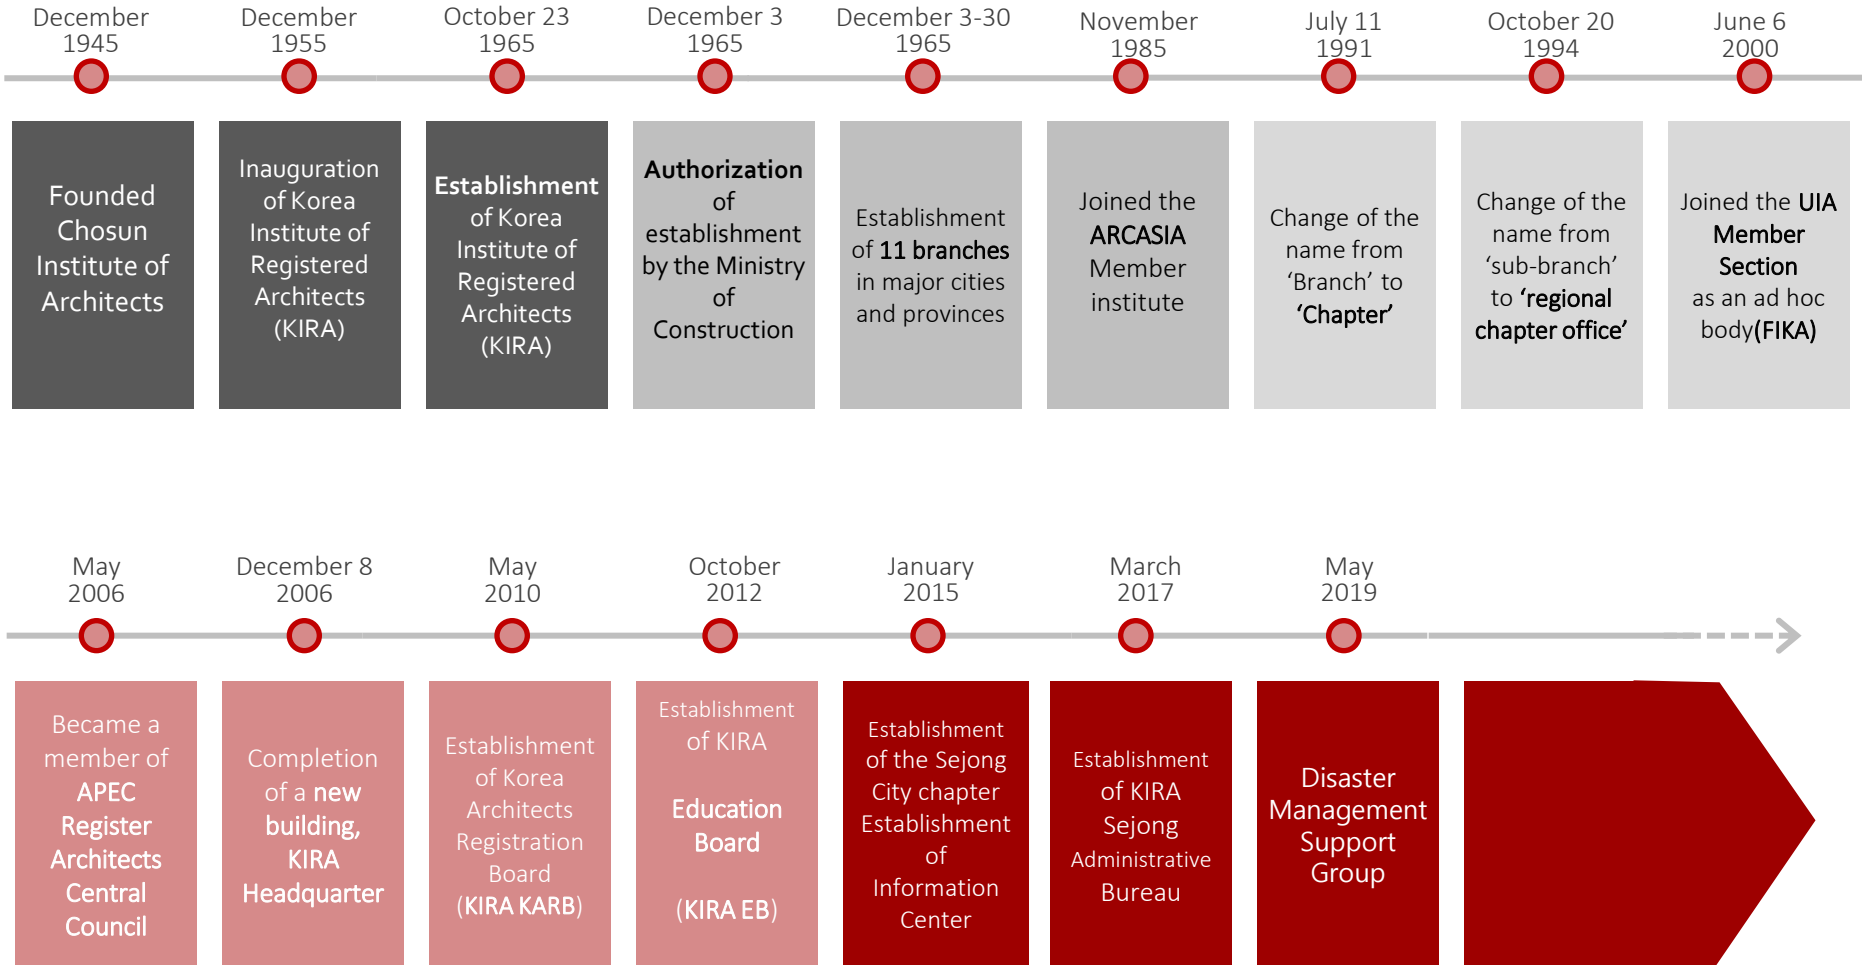 December
1945
December
1955
October 23
1965
December 3
1965
December 3-30
1965
November
1985
July 11
1991
October 20
1994
June 6
2000
Founded
Chosun
Institute of
Architects
Inauguration
of Korea
Institute of
Registered
Architects
(KIRA)
Establishment
of Korea
Institute of
Registered
Architects
(KIRA)
Authorization
of
establishment
by the Ministry
of
Construction
Establishment
of 11 branches
in major cities
and provinces
Joined the
ARCASIA
Member
institute
Change of the
name from
‘Branch’ to
‘Chapter’
Change of the
name from
‘sub-branch’
to ‘regional
chapter office’
Joined the UIA
Member
Section
as an ad hoc
body(FIKA)
May
2006
December 8
2006
May
2010
October
2012
January
2015
March
2017
May
2019
Became a
member of
APEC
Register
Architects
Central
Council
Completion
of a new
building,
KIRA
Headquarter
Establishment
of Korea
Architects
Registration
Board
(KIRA KARB)
Establishment
of KIRA
Education
Board
(KIRA EB)
Establishment
of the Sejong
City chapter
Establishment
of
Information
Center
Establishment
of KIRA
Sejong
Administrative
Bureau
Disaster
Management
Support
Group